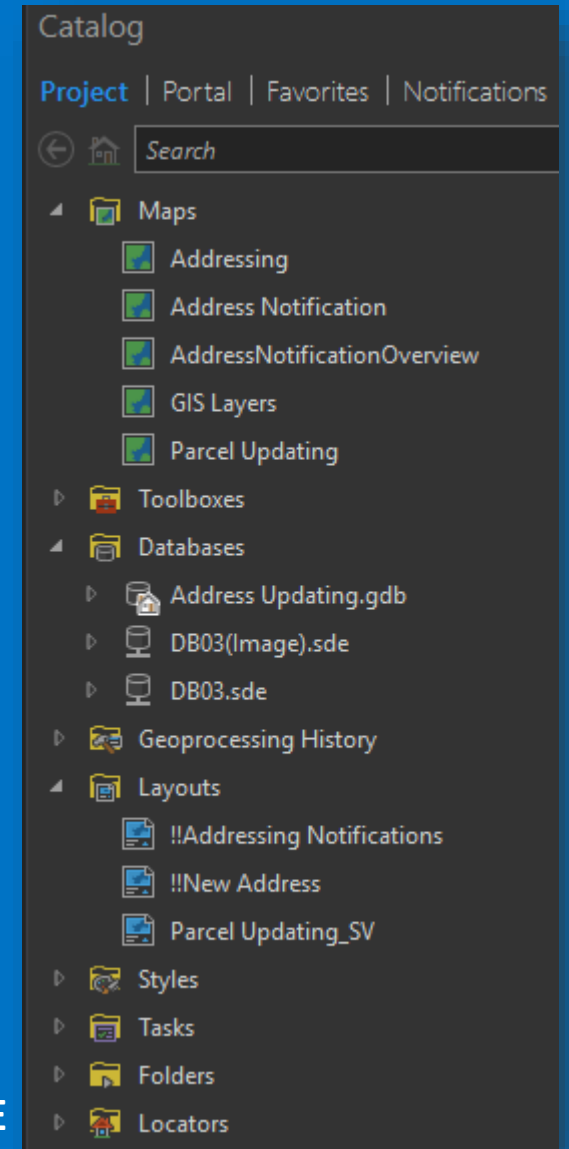 Catalog
Project | Portal | Favorites | Notifications
Search
Maps
Addressing
Address Notification
AddressNotificationOverview
GIS Layers
Parcel Updating
Toolboxes
Databases
Address Updating.gdb
DB03(Image).sde
DB03.sde
Geoprocessing History
Layouts
!!Addressing Notifications
!!New Address
Parcel Updating_SV
Styles
Tasks
Folders
E
Locators